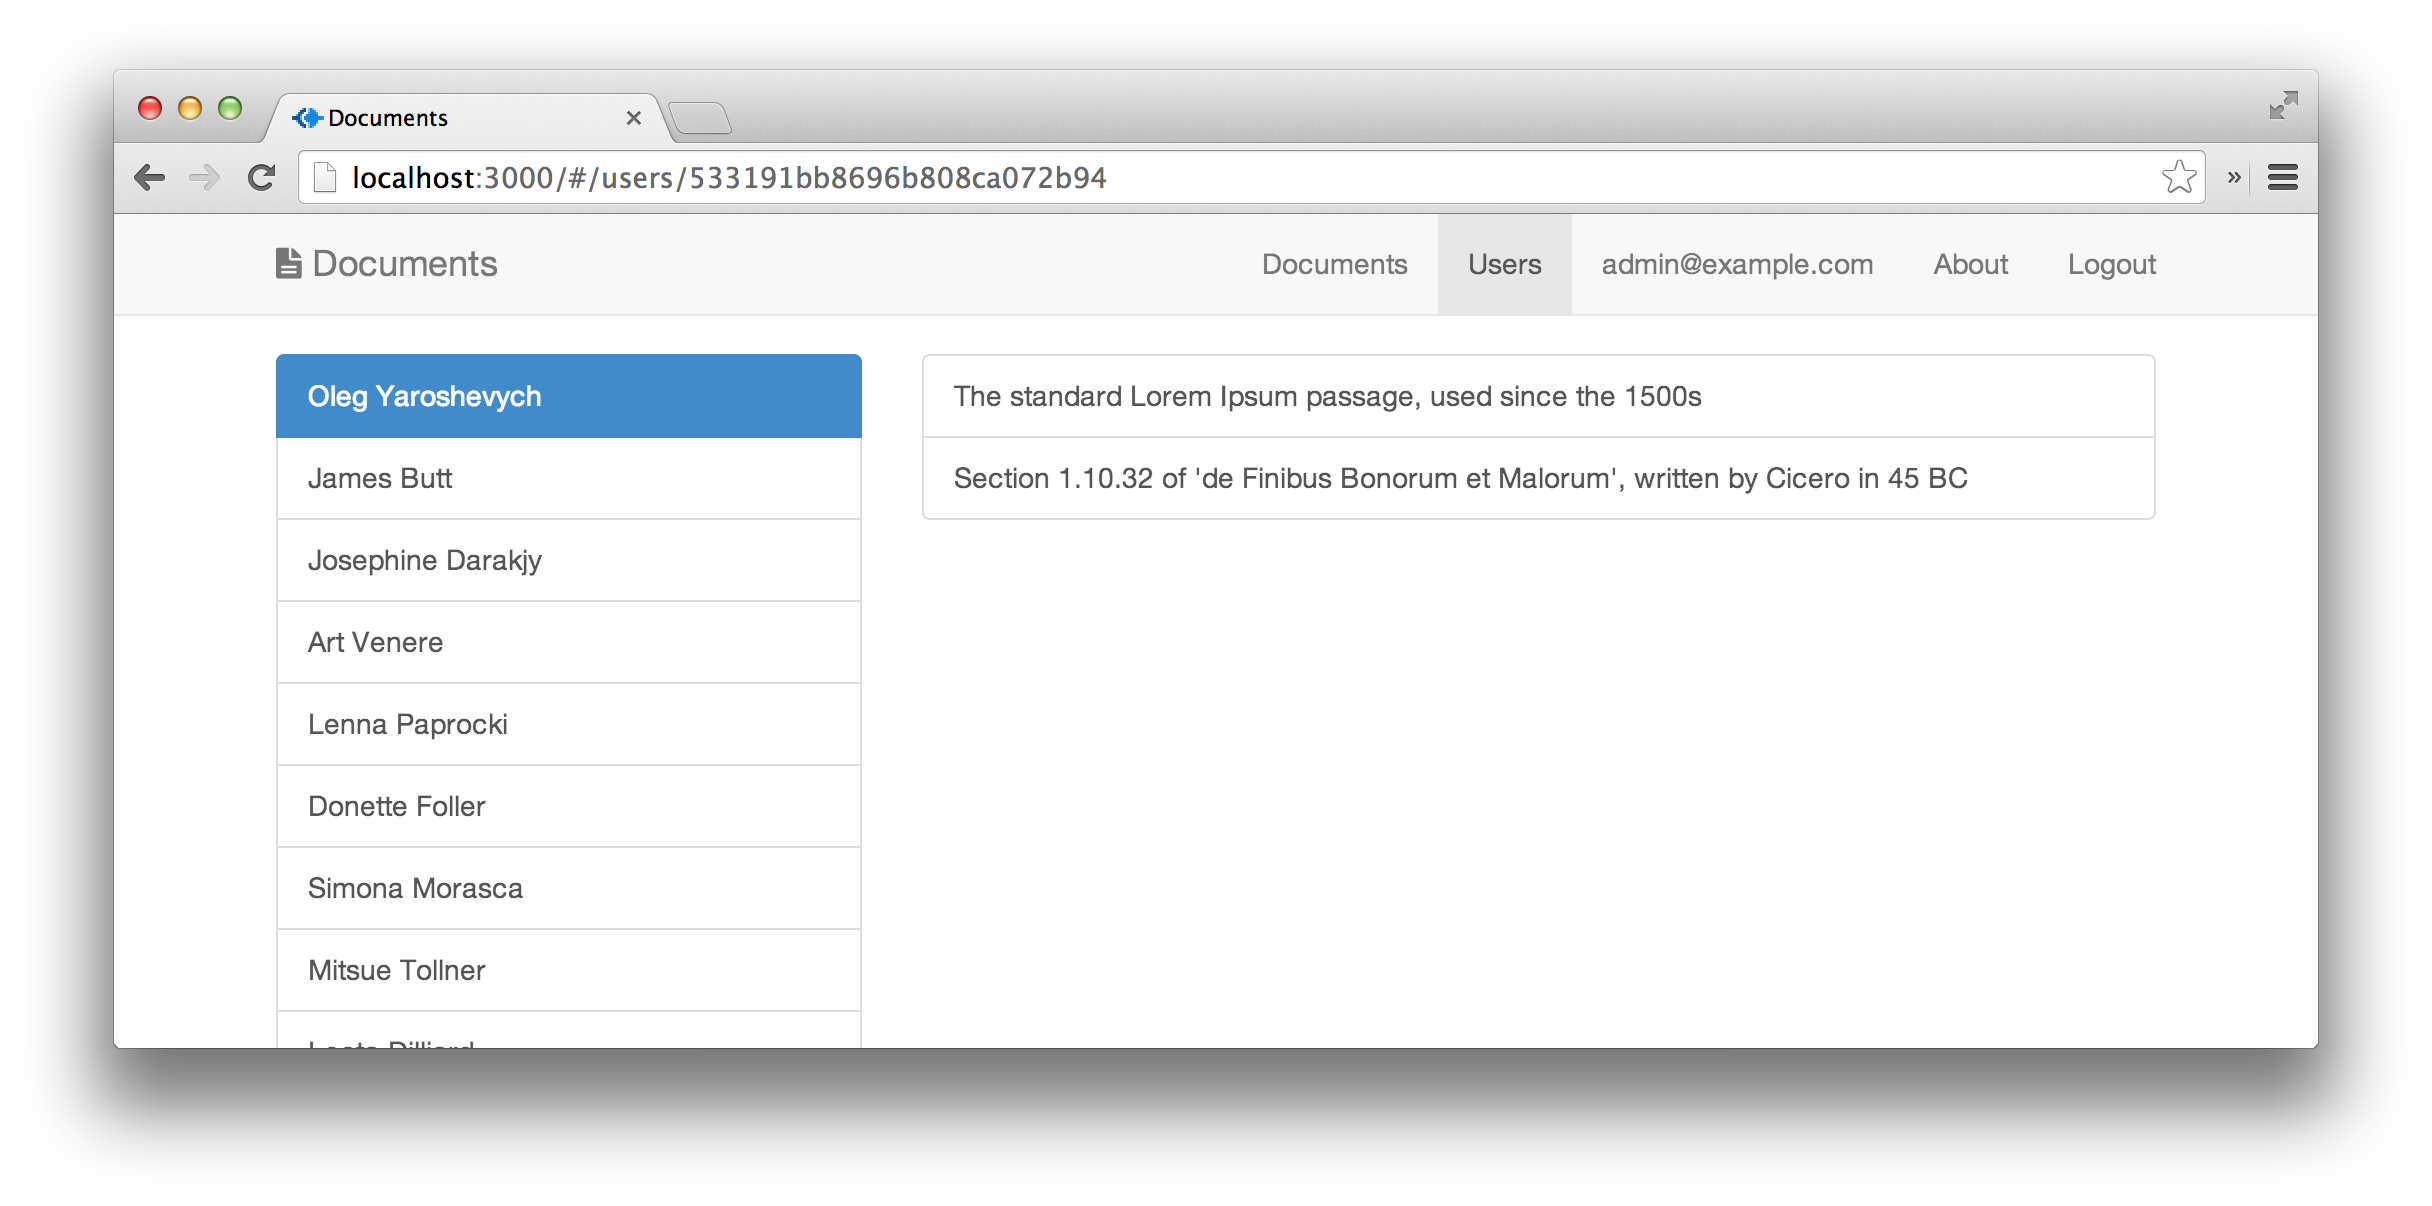 Documents
localhost:3000/#/users/533191bb8696b808ca072b94
Documents Documents Users admin@example.com About Logout
Oleg Yaroshevych
James Butt
Josephine Darakjy
Art Venere
Lenna Paprocki
Donette Foller
Simona Morasca
Mitsue Tollner
The standard Lorem Ipsum passage, used since the 1500s
Section 1.10.32 of 'de Finibus Bonorum et Malorum', written by Cicero in 45 BC